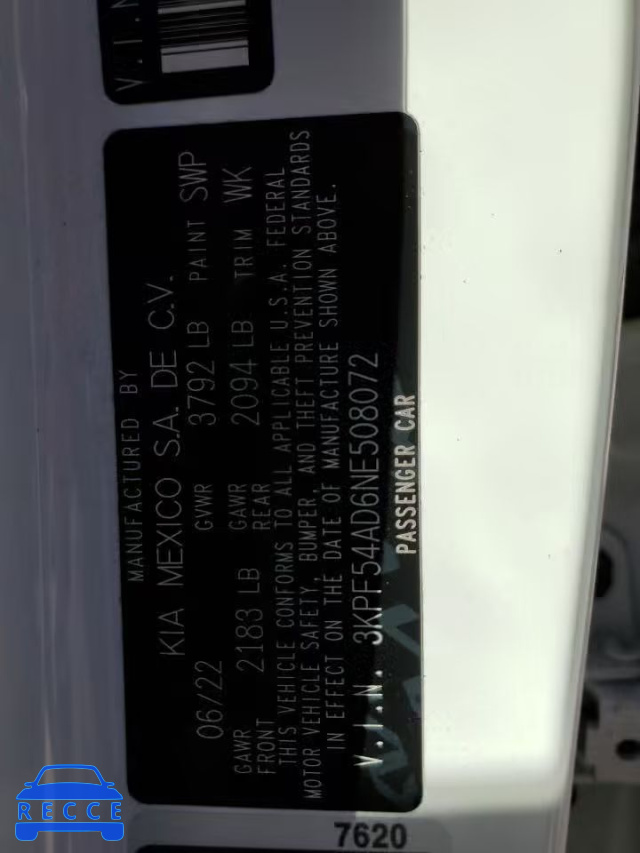 V.I.N
MANUFACTURED BY
KIA MEXICO S.A. DE C.V.
06/22 GVWR 3792 LB PAINT SWP
GAWR FRONT 2183 LB GAWR REAR 2094 LB TRIM WK
THIS VEHICLE CONFORMS TO ALL APPLICABLE U.S.A. FEDERAL
MOTOR VEHICLE SAFETY, BUMPER, AND THEFT PREVENTION STANDARDS
IN EFFECT ON THE DATE OF MANUFACTURE SHOWN ABOVE.
V.I.N. 3KPF54AD6NE508072
PASSENGER CAR
7620
RECCE